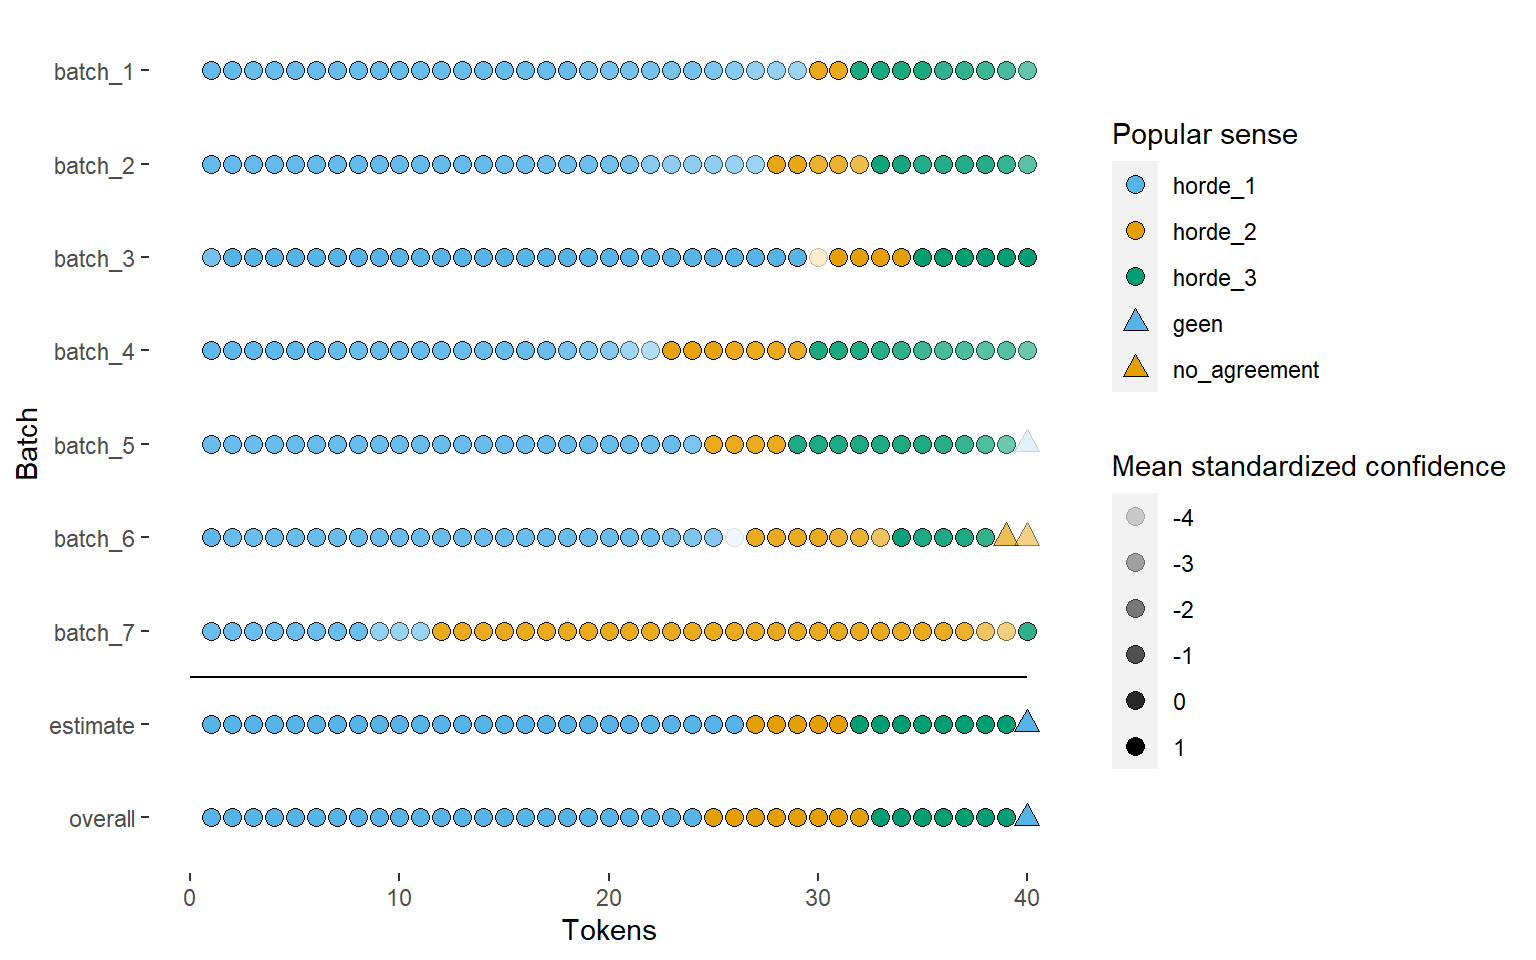 batch_1
batch_2
batch_3
batch_4
batch_5
batch_6
batch_7
estimate
overall
Batch
0 10 20 30 40
Tokens
Popular sense
horde_1
horde_2
horde_3
geen
no_agreement
Mean standardized confidence
-4
-3
-2
-1
0
1